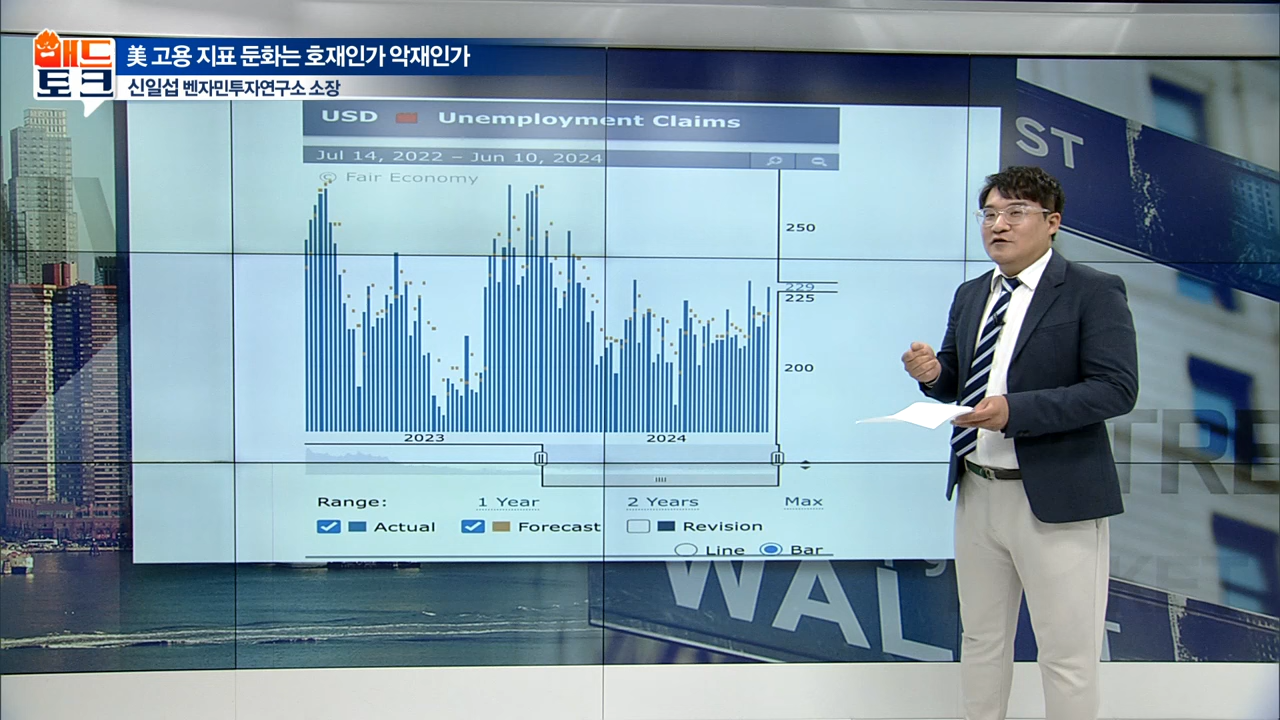 매드
토크
美 고용 지표 둔화는 호재인가 악재인가
신일섭 벤자민투자연구소 소장
USD Unemployment Claims
Jul 14, 2022 – Jun 10, 2024
© Fair Economy
250
229
225
200
2023 2024
Range: 1 Year 2 Years Max
Actual Forecast Revision
Line Bar
ST
TRE
KET
WAL